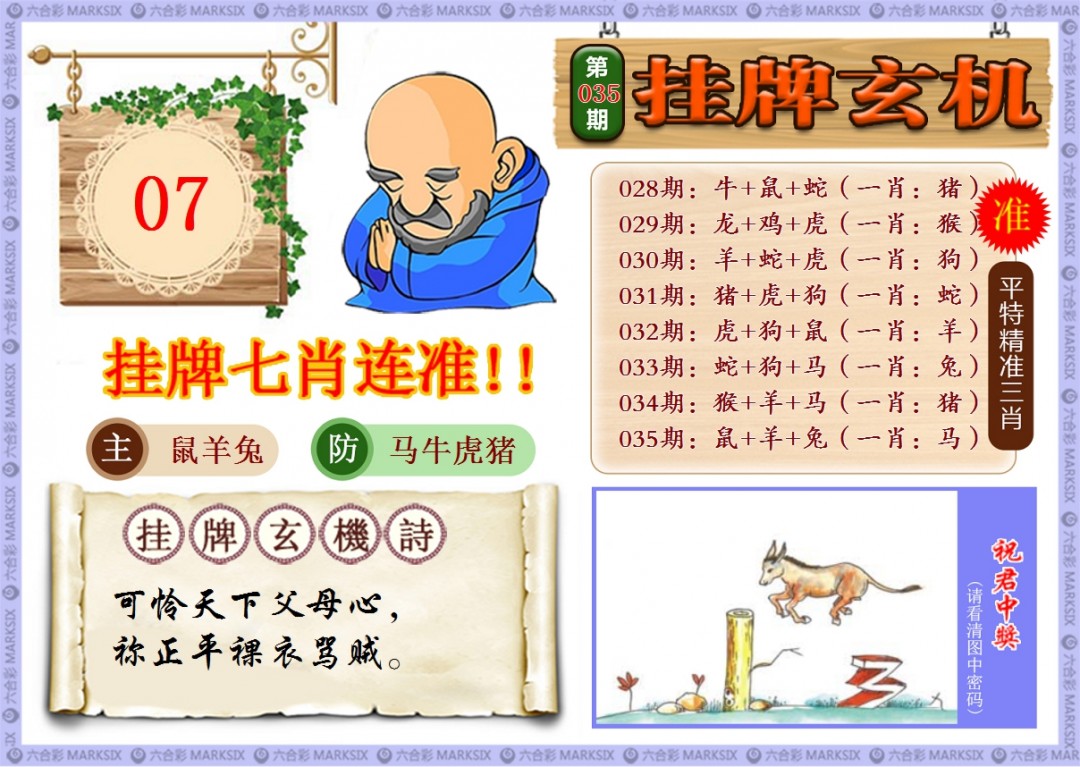 六合彩 MARKSIX
07
第
035
期
挂牌玄机
028期：牛+鼠+蛇（一肖：猪）
029期：龙+鸡+虎（一肖：猴）
030期：羊+蛇+虎（一肖：狗）
031期：猪+虎+狗（一肖：蛇）
032期：虎+狗+鼠（一肖：羊）
033期：蛇+狗+马（一肖：兔）
034期：猴+羊+马（一肖：猪）
035期：鼠+羊+兔（一肖：马）
准
平特精准三肖
挂牌七肖连准!!
主 鼠羊兔
防 马牛虎猪
挂牌玄機詩
可怜天下父母心，
祢正平裸衣骂贼。
祝君中獎
（请看清图中密码）